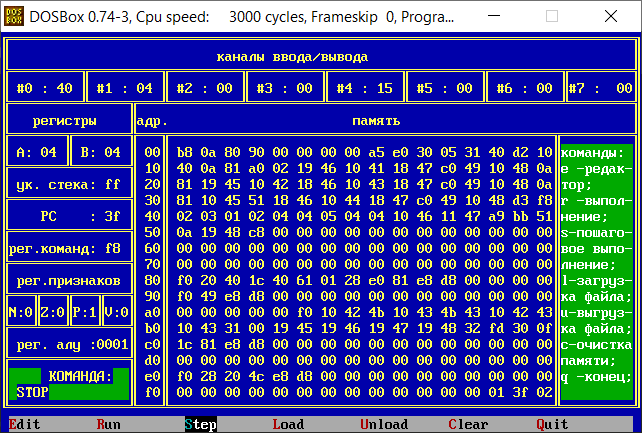 DOSBox 0.74-3, Cpu speed: 3000 cycles, Frameskip 0, Progra...
каналы ввода/вывода
#0 : 40 #1 : 04 #2 : 00 #3 : 00 #4 : 15 #5 : 00 #6 : 00 #7 : 00
регистры
A: 04 B: 04
ук. стека: ff
PC : 3f
рег.команд: f8
рег.признаков
N:0 Z:0 P:1 V:0
рег. алу :0001
КОМАНДА:
STOP
адр. память
00 b8 0a 80 90 00 00 00 00 a5 e0 30 05 31 40 d2 10
10 40 0a 81 a0 02 19 46 10 41 18 47 c0 49 10 48 0a
20 81 19 45 10 42 18 46 10 43 18 47 c0 49 10 48 0a
30 81 10 45 51 18 46 10 44 18 47 c0 49 10 48 d3 f8
40 02 03 01 02 04 04 05 04 04 10 46 11 47 a9 bb 51
50 0a 19 48 c8 00 00 00 00 00 00 00 00 00 00 00 00
60 00 00 00 00 00 00 00 00 00 00 00 00 00 00 00 00
70 00 00 00 00 00 00 00 00 00 00 00 00 00 00 00 00
80 f0 20 40 1c 40 61 01 28 e0 81 e8 d8 00 00 00 00
90 f0 49 e8 d8 00 00 00 00 00 00 00 00 00 00 00 00
a0 00 00 00 00 00 f0 10 42 4b 10 43 4b 43 10 42 43
b0 10 43 31 00 19 45 19 46 19 47 19 48 32 fd 30 0f
c0 1c 81 e8 d8 00 00 00 00 00 00 00 00 00 00 00 00
d0 00 00 00 00 00 00 00 00 00 00 00 00 00 00 00 00
e0 f0 28 20 4c e8 d8 00 00 00 00 00 00 00 00 00 00
f0 00 00 00 00 00 00 00 00 00 00 00 00 00 01 3f 02
команды:
e -редак-
тор;
r -выпол-
нение;
s-пошаго-
вое выпо-
лнение;
l-загруз-
ка файла;
u-выгруз-
ка файла;
c-очистка
памяти;
q -конец;
Edit Run Step Load Unload Clear Quit